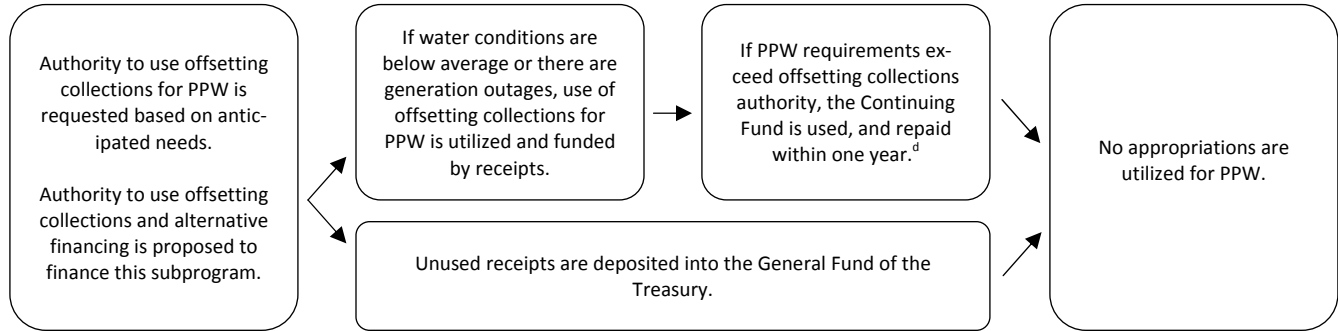 Authority to use offsetting
collections for PPW is
requested based on antic-
ipated needs.
Authority to use offsetting
collections and alternative
financing is proposed to
finance this subprogram.
If water conditions are
below average or there are
generation outages, use of
offsetting collections for
PPW is utilized and funded
by receipts.
If PPW requirements ex-
ceed offsetting collections
authority, the Continuing
Fund is used, and repaid
within one year.d
Unused receipts are deposited into the General Fund of the
Treasury.
No appropriations are
utilized for PPW.